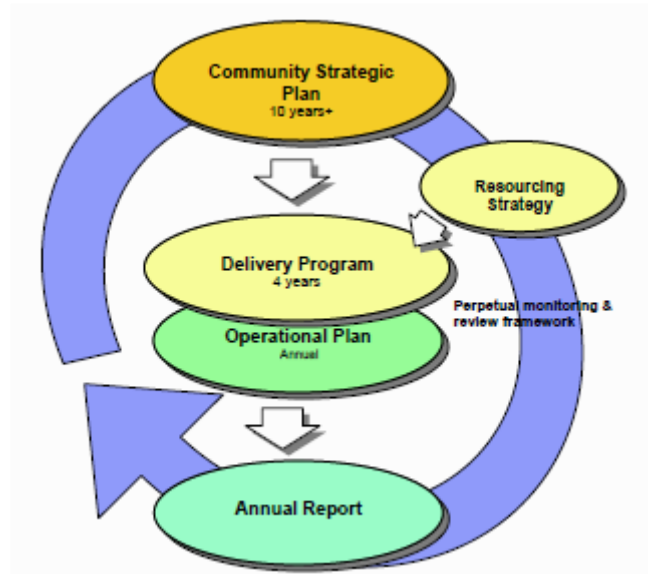 Community Strategic
Plan
10 years+
Resourcing
Strategy
Delivery Program
4 years
Perpetual monitoring &
review framework
Operational Plan
Annual
Annual Report